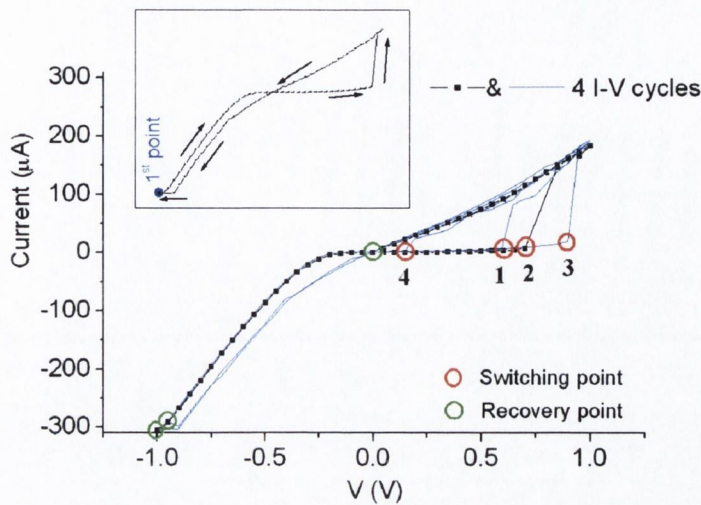 1st point
& 4 I-V cycles
300
200
100
0
-100
-200
-300
Current (μA)
4
1
2
3
Switching point
Recovery point
-1.0
-0.5
0.0
0.5
1.0
V (V)